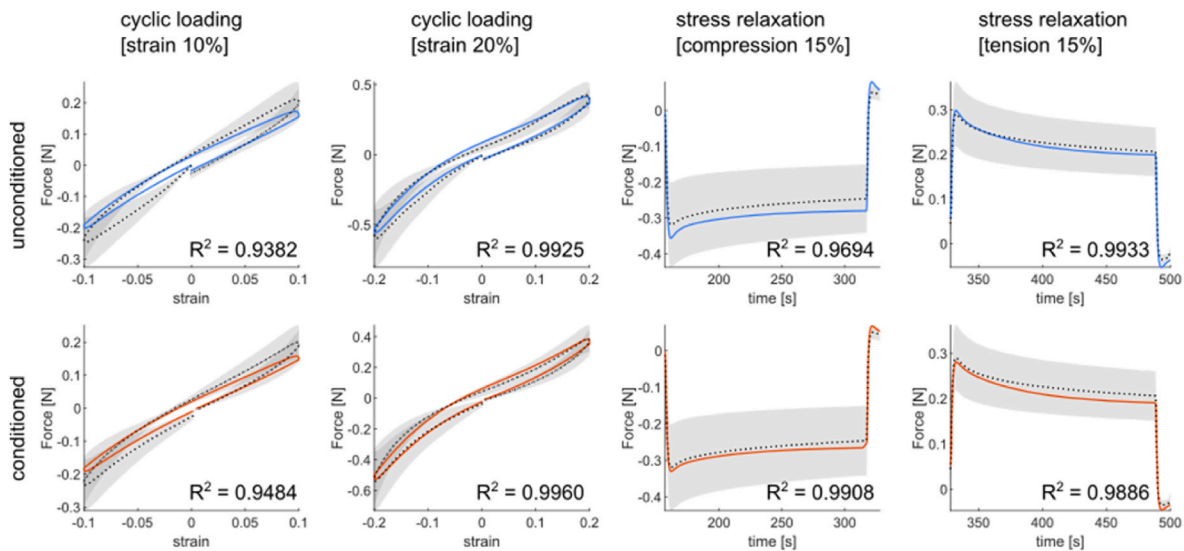 cyclic loading
[strain 10%]
cyclic loading
[strain 20%]
stress relaxation
[compression 15%]
stress relaxation
[tension 15%]
unconditioned
Force [N]
0.2
0.1
0
-0.1
-0.2
-0.3
-0.1
-0.05
0
0.05
0.1
strain
R² = 0.9382
Force [N]
0.5
0
-0.5
-0.2
-0.1
0
0.1
0.2
strain
R² = 0.9925
Force [N]
0
-0.1
-0.2
-0.3
-0.4
200
250
300
time [s]
R² = 0.9694
Force [N]
0.3
0.2
0.1
0
350
400
450
500
time [s]
R² = 0.9933
conditioned
Force [N]
0.2
0.1
0
-0.1
-0.2
-0.3
-0.1
-0.05
0
0.05
0.1
strain
R² = 0.9484
Force [N]
0.4
0.2
0
-0.2
-0.4
-0.6
-0.2
-0.1
0
0.1
0.2
strain
R² = 0.9960
Force [N]
0
-0.1
-0.2
-0.3
-0.4
200
250
300
time [s]
R² = 0.9908
Force [N]
0.3
0.2
0.1
0
350
400
450
500
time [s]
R² = 0.9886